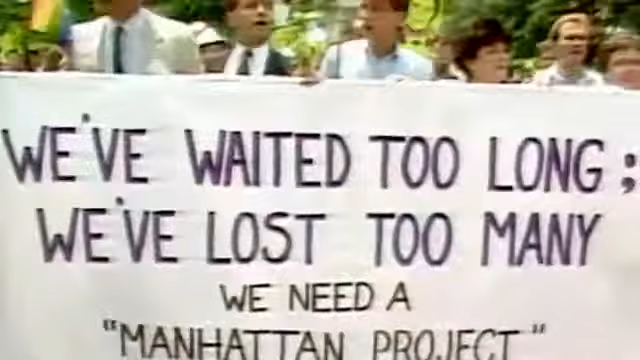 WE'VE WAITED TOO LONG;
WE'VE LOST TOO MANY
WE NEED A
"MANHATTAN PROJECT"